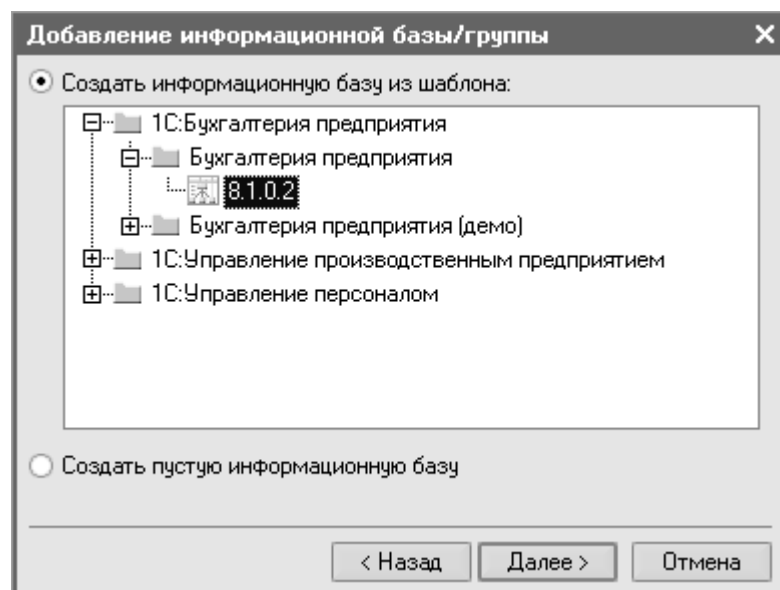 Добавление информационной базы/группы
Создать информационную базу из шаблона:
1С:Бухгалтерия предприятия
Бухгалтерия предприятия
8.1.0.2
Бухгалтерия предприятия (демо)
1С:Управление производственным предприятием
1С:Управление персоналом
Создать пустую информационную базу
< Назад Далее > Отмена